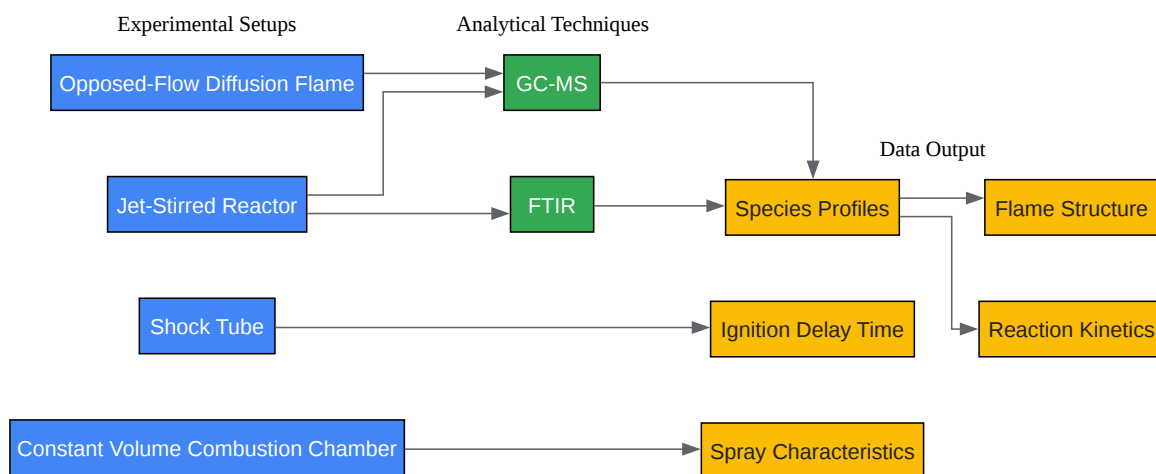 Experimental Setups
Analytical Techniques
Opposed-Flow Diffusion Flame
GC-MS
Data Output
Jet-Stirred Reactor
FTIR
Species Profiles
Flame Structure
Shock Tube
Ignition Delay Time
Reaction Kinetics
Constant Volume Combustion Chamber
Spray Characteristics